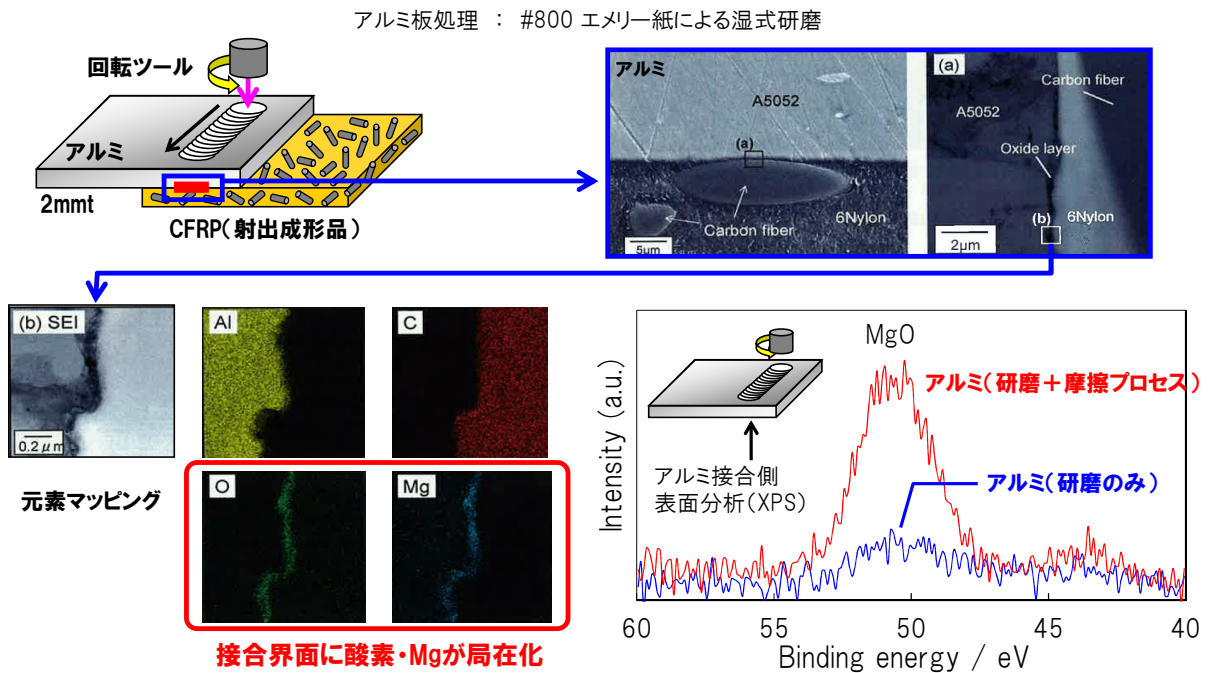 アルミ板処理 : #800 エメリー紙による湿式研磨
回転ツール
アルミ
2mmt
CFRP(射出成形品)
アルミ
A5052
(a)
Carbon fiber
6Nylon
5μm
(a)
Carbon fiber
A5052
Oxide layer
(b)
6Nylon
2μm
(b) SEI
0.2μm
Al
C
O
Mg
元素マッピング
接合界面に酸素・Mgが局在化
MgO
アルミ(研磨+摩擦プロセス)
アルミ(研磨のみ)
アルミ接合側
表面分析(XPS)
Intensity (a.u.)
60 55 50 45 40
Binding energy / eV